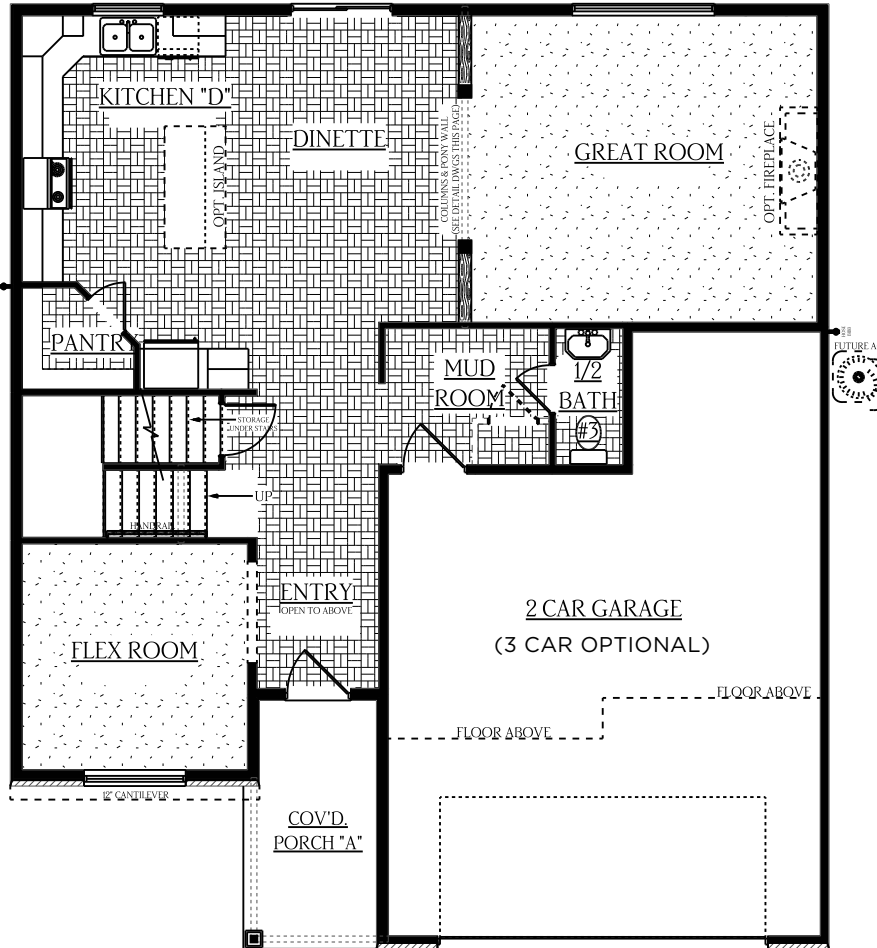 KITCHEN "D"
DINETTE
GREAT ROOM
OPT. ISLAND
COLUMNS & PONY WALL
(SEE DETAIL DWGS THIS PAGE)
OPT. FIREPLACE
PANTRY
MUD
ROOM
1/2
BATH
#3
FUTURE A
STORAGE
UNDER STAIRS
UP
HANDRAIL
ENTRY
OPEN TO ABOVE
FLEX ROOM
2 CAR GARAGE
(3 CAR OPTIONAL)
FLOOR ABOVE
FLOOR ABOVE
12" CANTILEVER
COV'D.
PORCH "A"